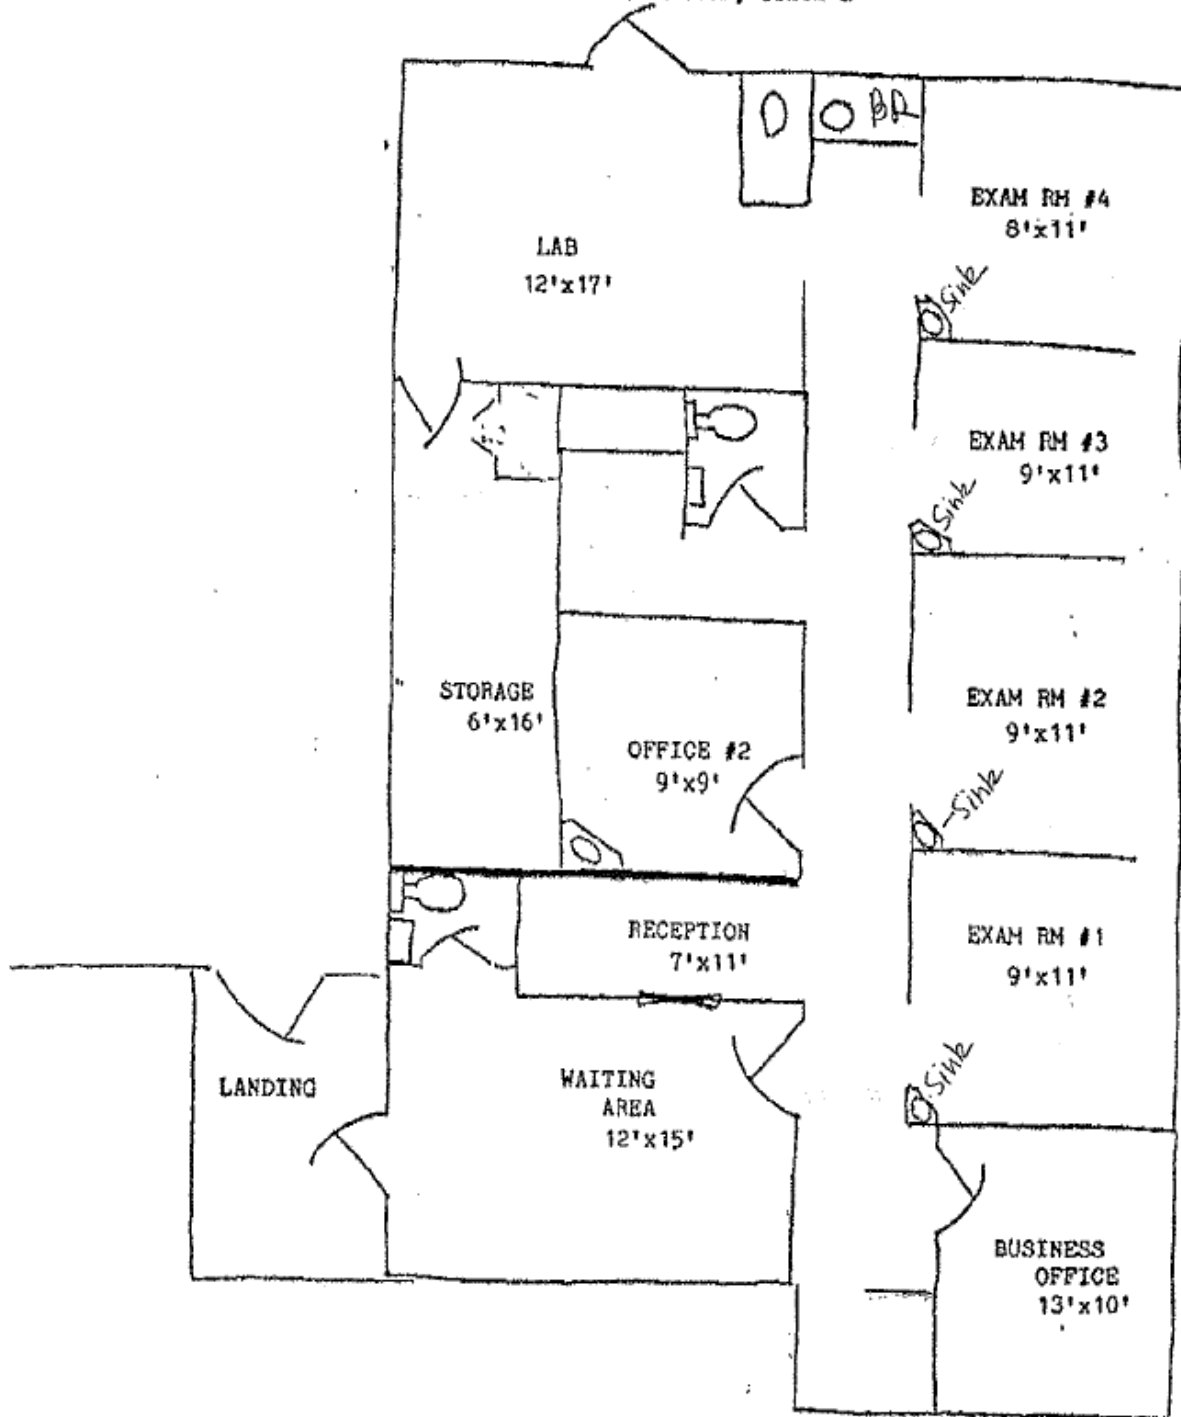 BR
EXAM RM #4
8'x11'
LAB
12'x17'
Sink
EXAM RM #3
9'x11'
Sink
STORAGE
6'x16'
EXAM RM #2
9'x11'
OFFICE #2
9'x9'
-Sink
RECEPTION
7'x11'
EXAM RM #1
9'x11'
LANDING
WAITING
AREA
12'x15'
Sink
BUSINESS
OFFICE
13'x10'